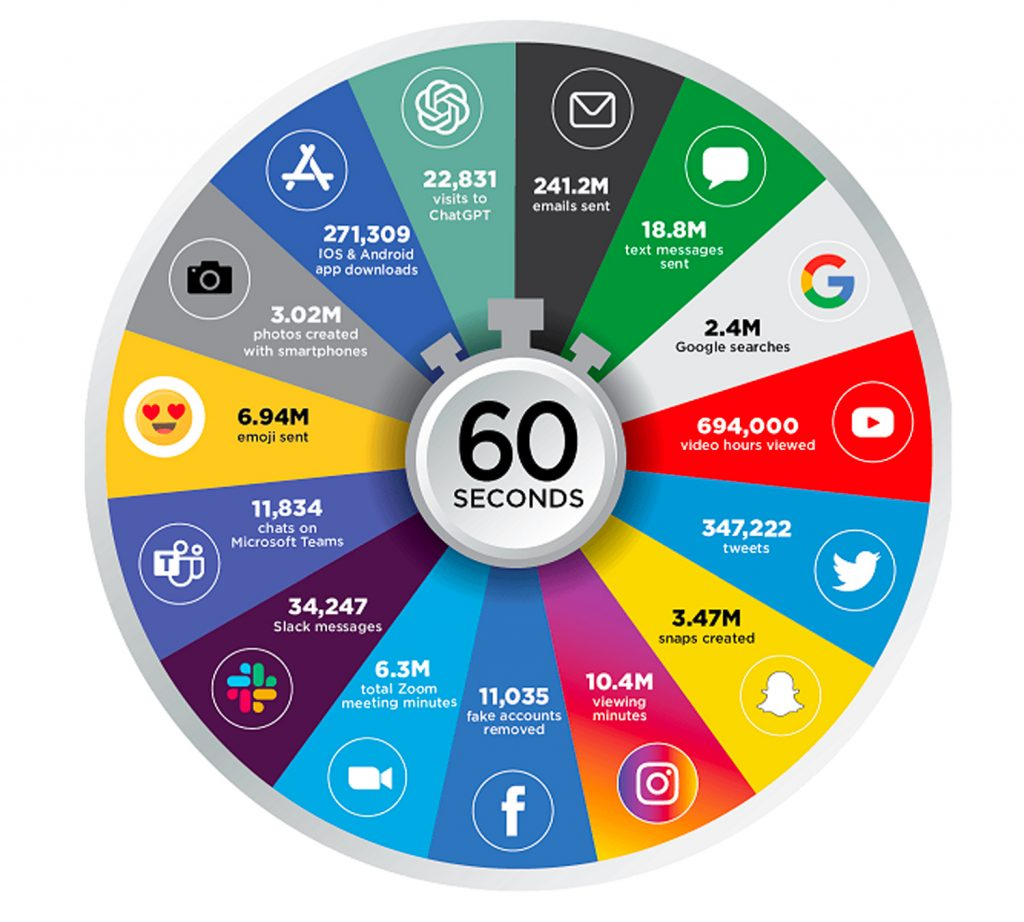 22,831
visits to
ChatGPT
241.2M
emails sent
18.8M
text messages
sent
2.4M
Google searches
694,000
video hours viewed
347,222
tweets
3.47M
snaps created
10.4M
viewing
minutes
11,035
fake accounts
removed
6.3M
total Zoom
meeting minutes
34,247
Slack messages
11,834
chats on
Microsoft Teams
T
6.94M
emoji sent
3.02M
photos created
with smartphones
271,309
IOS & Android
app downloads
60
SECONDS